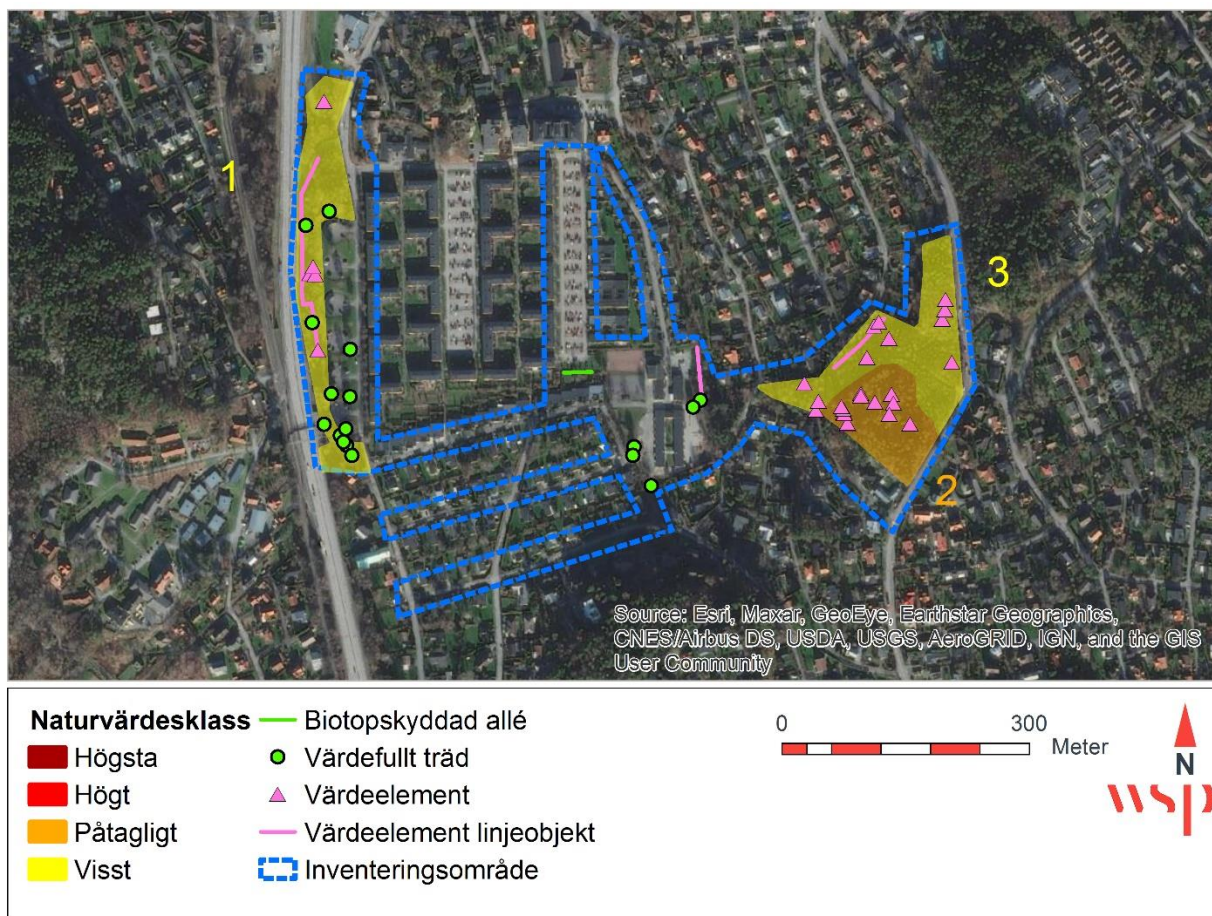 1
3
2
Source: Esri, Maxar, GeoEye, Earthstar Geographics,
CNES/Airbus DS, USDA, USGS, AeroGRID, IGN, and the GIS
User Community
Naturvärdesklass
Högsta
Högt
Påtagligt
Visst
Biotopskyddad allé
Värdefullt träd
Värdeelement
Värdeelement linjeobjekt
Inventeringsområde
0 300
Meter
N
wsp